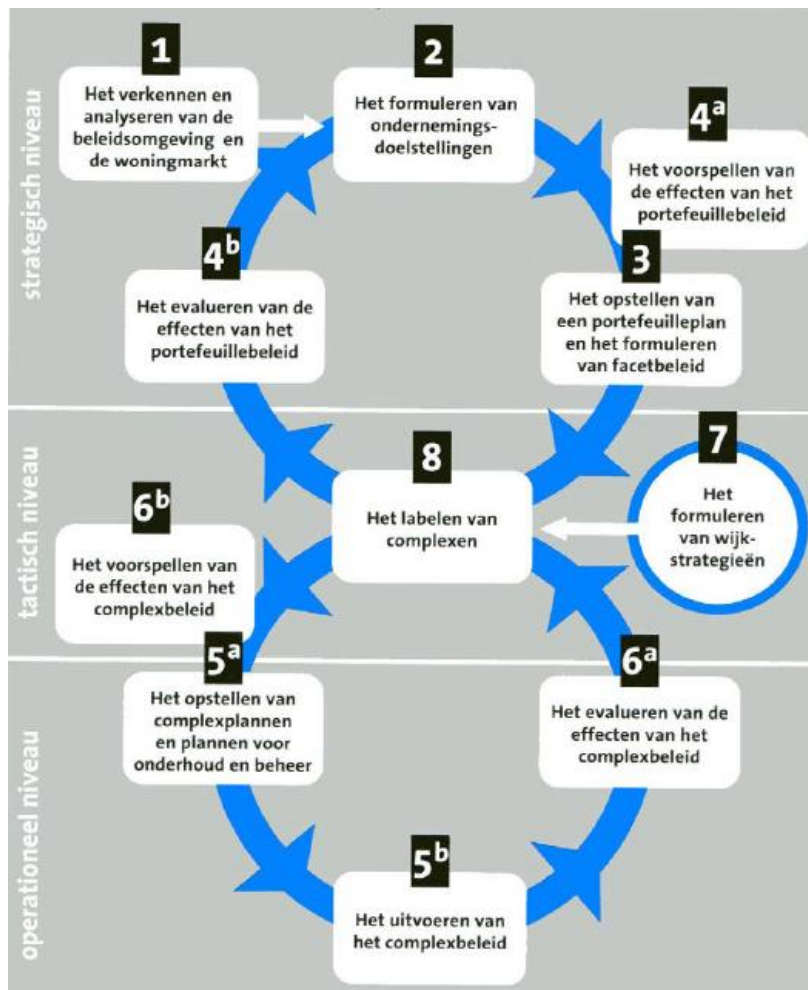 strategisch niveau
1
Het verkennen en
analyseren van de
beleidsomgeving en
de woningmarkt
2
Het formuleren van
ondernemings-
doelstellingen
4a
Het voorspellen van
de effecten van het
portefeuillebeleid
4b
Het evalueren van de
effecten van het
portefeuillebeleid
3
Het opstellen van
een portefeuilleplan
en het formuleren
van facetbeleid
tactisch niveau
8
Het labelen van
complexen
7
Het
formuleren
van wijk-
strategieën
6b
Het voorspellen van
de effecten van het
complexbeleid
operationeel niveau
5a
Het opstellen van
complexplannen
en plannen voor
onderhoud en beheer
6a
Het evalueren van de
effecten van het
complexbeleid
5b
Het uitvoeren van
het complexbeleid